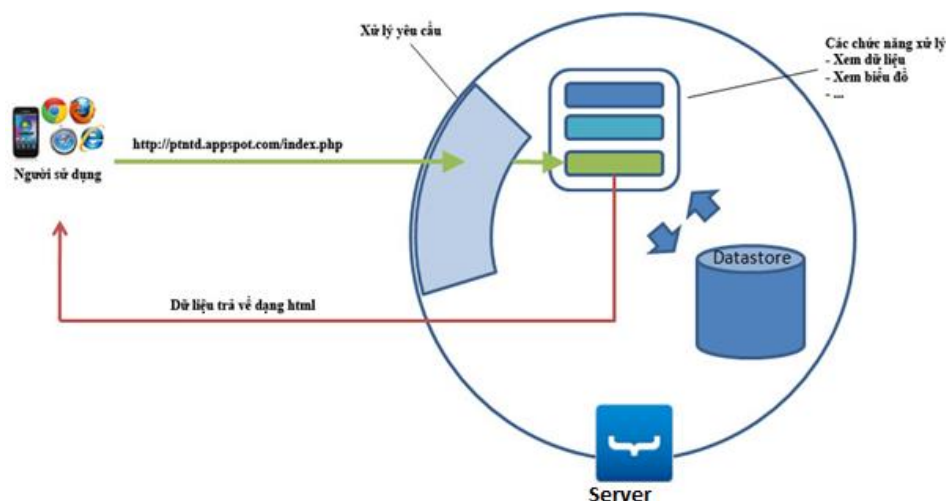 Xử lý yêu cầu
Các chức năng xử lý
- Xem dữ liệu
- Xem biểu đồ
- ...
http://ptntd.appspot.com/index.php
Người sử dụng
Datastore
Dữ liệu trả về dạng html
Server